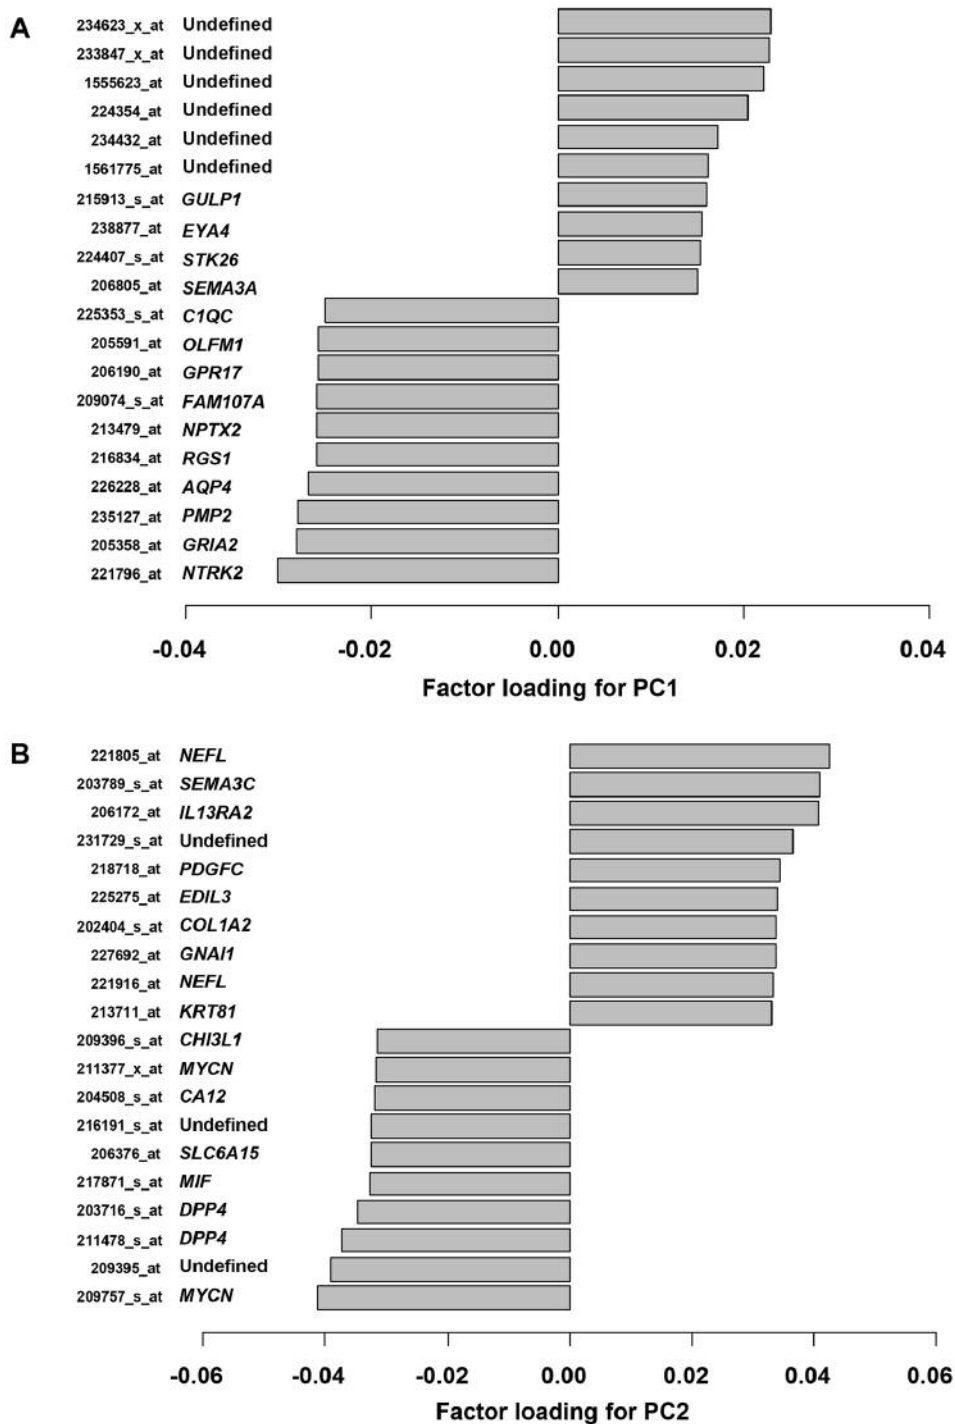 A
234623_x_at Undefined
233847_x_at Undefined
1555623_at Undefined
224354_at Undefined
234432_at Undefined
1561775_at Undefined
215913_s_at GULP1
238877_at EYA4
224407_s_at STK26
206805_at SEMA3A
225353_s_at C1QC
205591_at OLFM1
206190_at GPR17
209074_s_at FAM107A
213479_at NPTX2
216834_at RGS1
226228_at AQP4
235127_at PMP2
205358_at GRIA2
221796_at NTRK2
-0.04 -0.02 0.00 0.02 0.04
Factor loading for PC1
B
221805_at NEFL
203789_s_at SEMA3C
206172_at IL13RA2
231729_s_at Undefined
218718_at PDGFC
225275_at EDIL3
202404_s_at COL1A2
227692_at GNAI1
221916_at NEFL
213711_at KRT81
209396_s_at CHI3L1
211377_x_at MYCN
204508_s_at CA12
216191_s_at Undefined
206376_at SLC6A15
217871_s_at MIF
203716_s_at DPP4
211478_s_at DPP4
209395_at Undefined
209757_s_at MYCN
-0.06 -0.04 -0.02 0.00 0.02 0.04 0.06
Factor loading for PC2